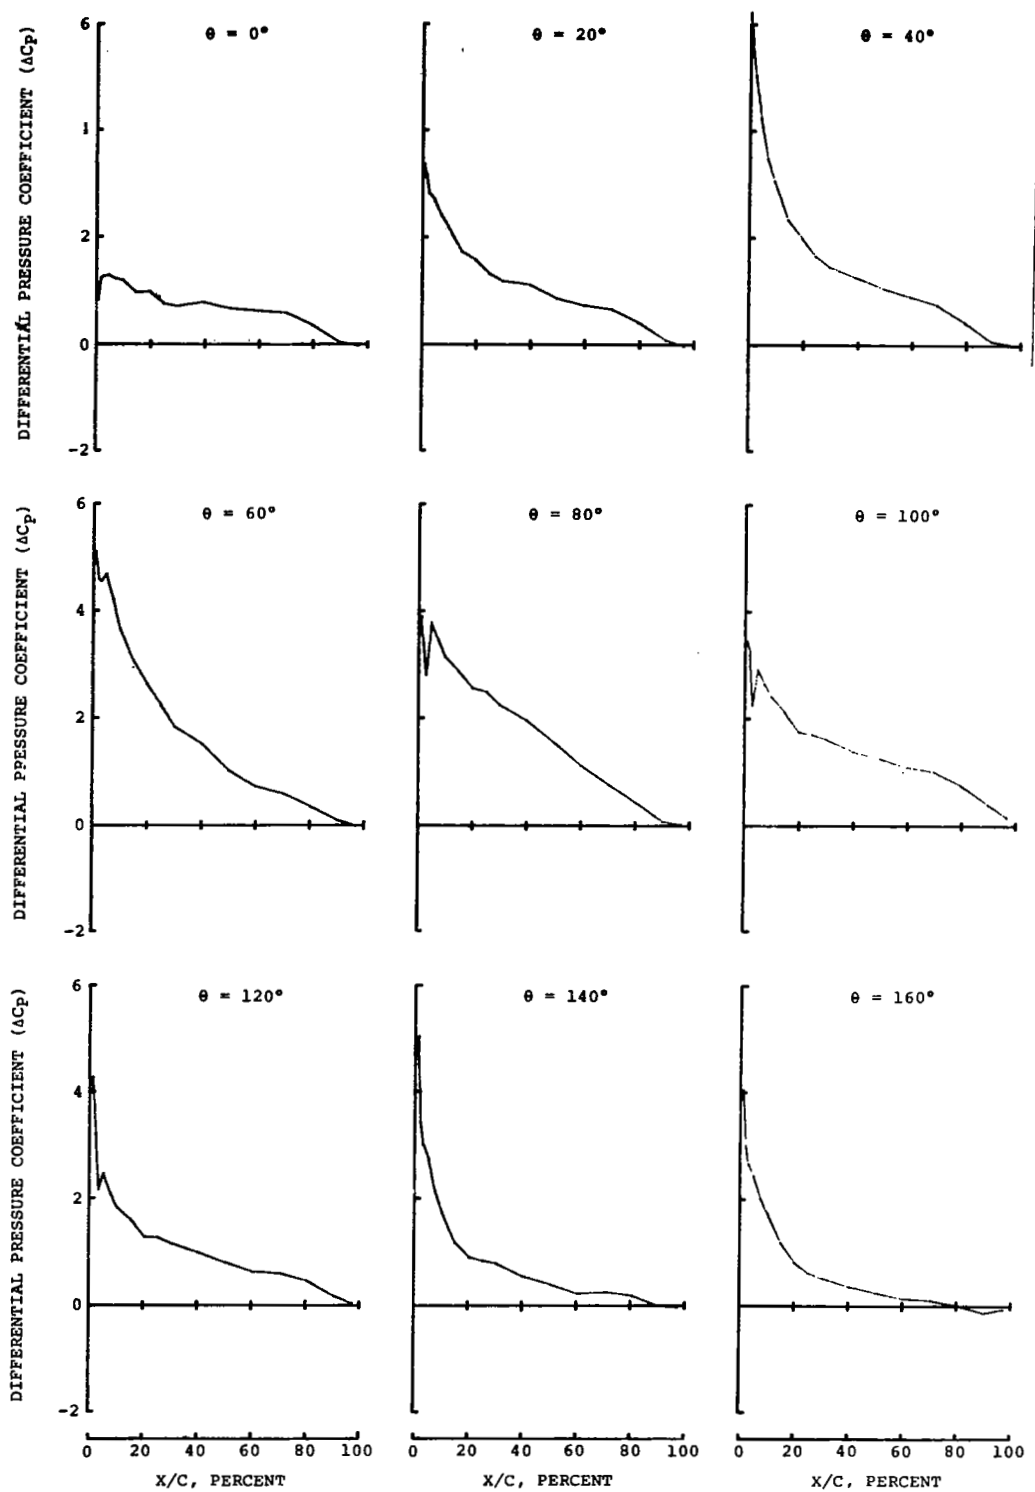 DIFFERENTIAL PRESSURE COEFFICIENT (ΔCp)
6
2
0
-2
θ = 0°
θ = 20°
θ = 40°
DIFFERENTIAL PPESSURE COEFFICIENT (ΔCp)
6
4
2
0
-2
θ = 60°
θ = 80°
θ = 100°
DIFFERENTIAL PRESSURE COEFFICIENT (ΔCp)
6
4
2
0
-2
θ = 120°
θ = 140°
θ = 160°
0 20 40 60 80 100
X/C, PERCENT
0 20 40 60 80 100
X/C, PERCENT
0 20 40 60 80 100
X/C, PERCENT